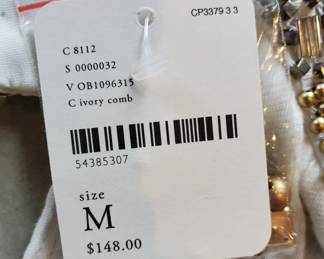 CP3379 3 3
C 8112
S 0000032
V OB1096315
C ivory comb
54385307
size
M
$148.00